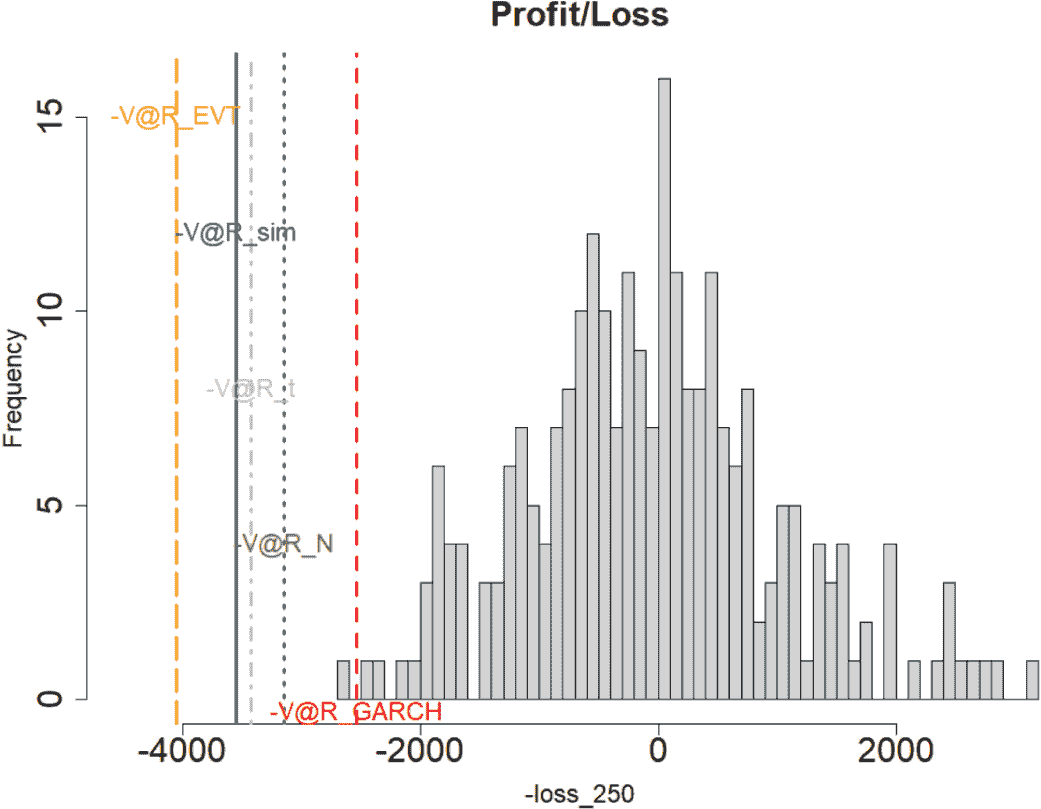 Profit/Loss
Frequency
15
10
5
0
-V@R_EVT
-V@R_sim
-V@R_t
-V@R_N
-V@R_GARCH
-4000
-2000
0
2000
-loss_250